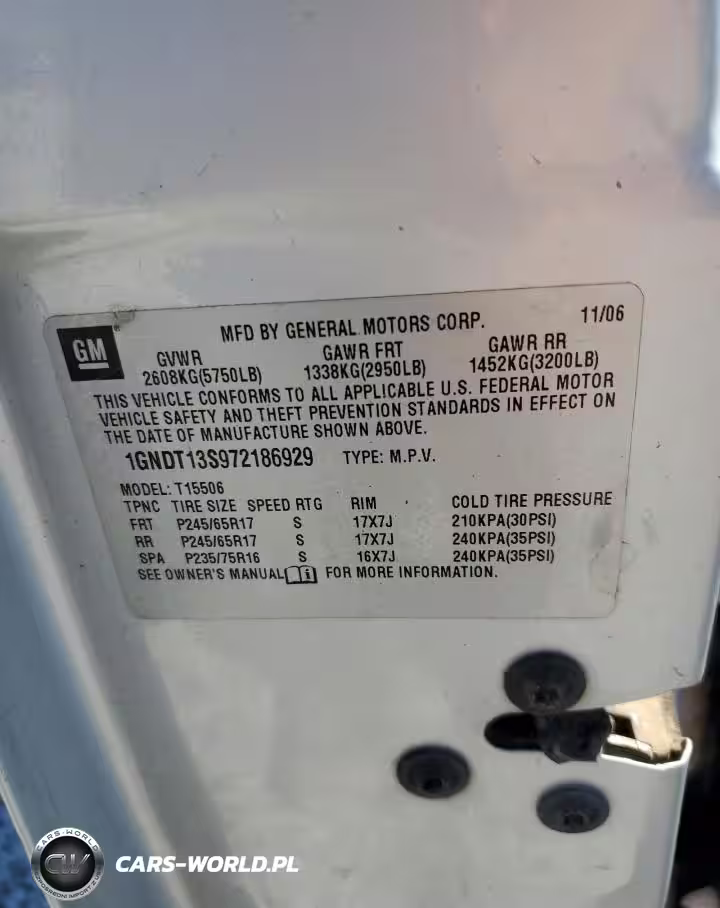 GM
MFD BY GENERAL MOTORS CORP. 11/06
GVWR GAWR FRT GAWR RR
2608KG(5750LB) 1338KG(2950LB) 1452KG(3200LB)
THIS VEHICLE CONFORMS TO ALL APPLICABLE U.S. FEDERAL MOTOR
VEHICLE SAFETY AND THEFT PREVENTION STANDARDS IN EFFECT ON
THE DATE OF MANUFACTURE SHOWN ABOVE.
1GNDT13S972186929 TYPE: M.P.V.
MODEL: T15506
TPNC TIRE SIZE SPEED RTG RIM COLD TIRE PRESSURE
FRT P245/65R17 S 17X7J 210KPA(30PSI)
RR P245/65R17 S 17X7J 240KPA(35PSI)
SPA P235/75R16 S 16X7J 240KPA(35PSI)
SEE OWNER'S MANUAL FOR MORE INFORMATION.
CARS-WORLD
CW
CARS-WORLD.PL